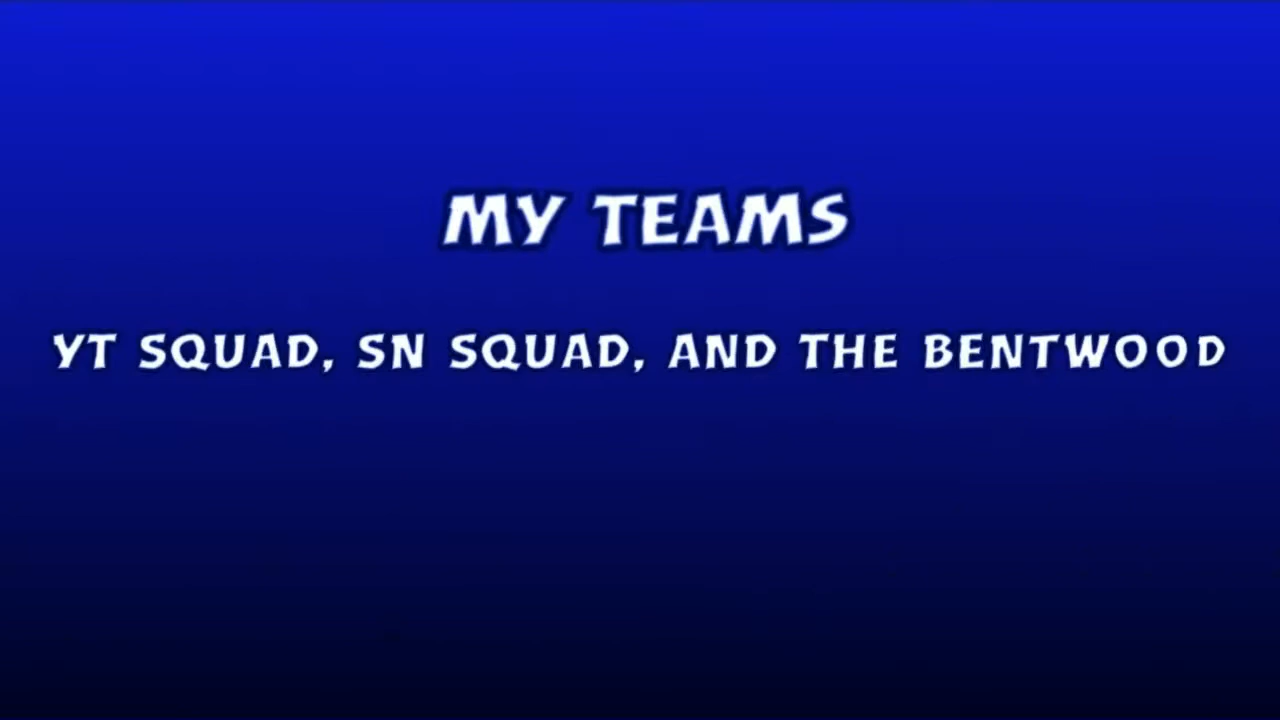 MY TEAMS
YT SQUAD, SN SQUAD, AND THE BENTWOOD